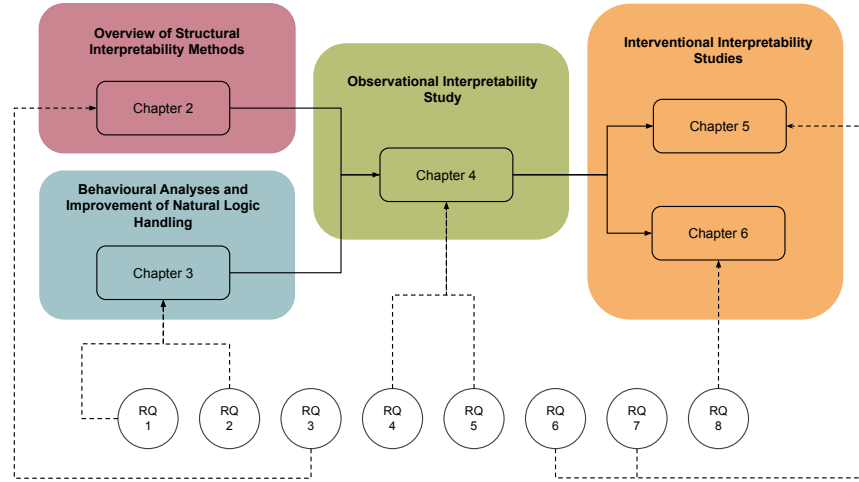 Overview of Structural
Interpretability Methods
Chapter 2
Behavioural Analyses and
Improvement of Natural Logic
Handling
Chapter 3
Observational Interpretability
Study
Chapter 4
Interventional Interpretability
Studies
Chapter 5
Chapter 6
RQ
1
RQ
2
RQ
3
RQ
4
RQ
5
RQ
6
RQ
7
RQ
8